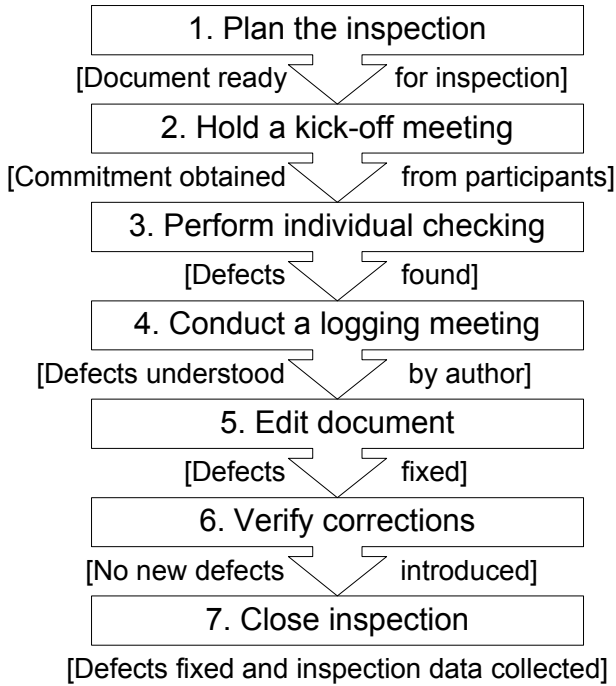 1. Plan the inspection
[Document ready for inspection]
2. Hold a kick-off meeting
[Commitment obtained from participants]
3. Perform individual checking
[Defects found]
4. Conduct a logging meeting
[Defects understood by author]
5. Edit document
[Defects fixed]
6. Verify corrections
[No new defects introduced]
7. Close inspection
[Defects fixed and inspection data collected]